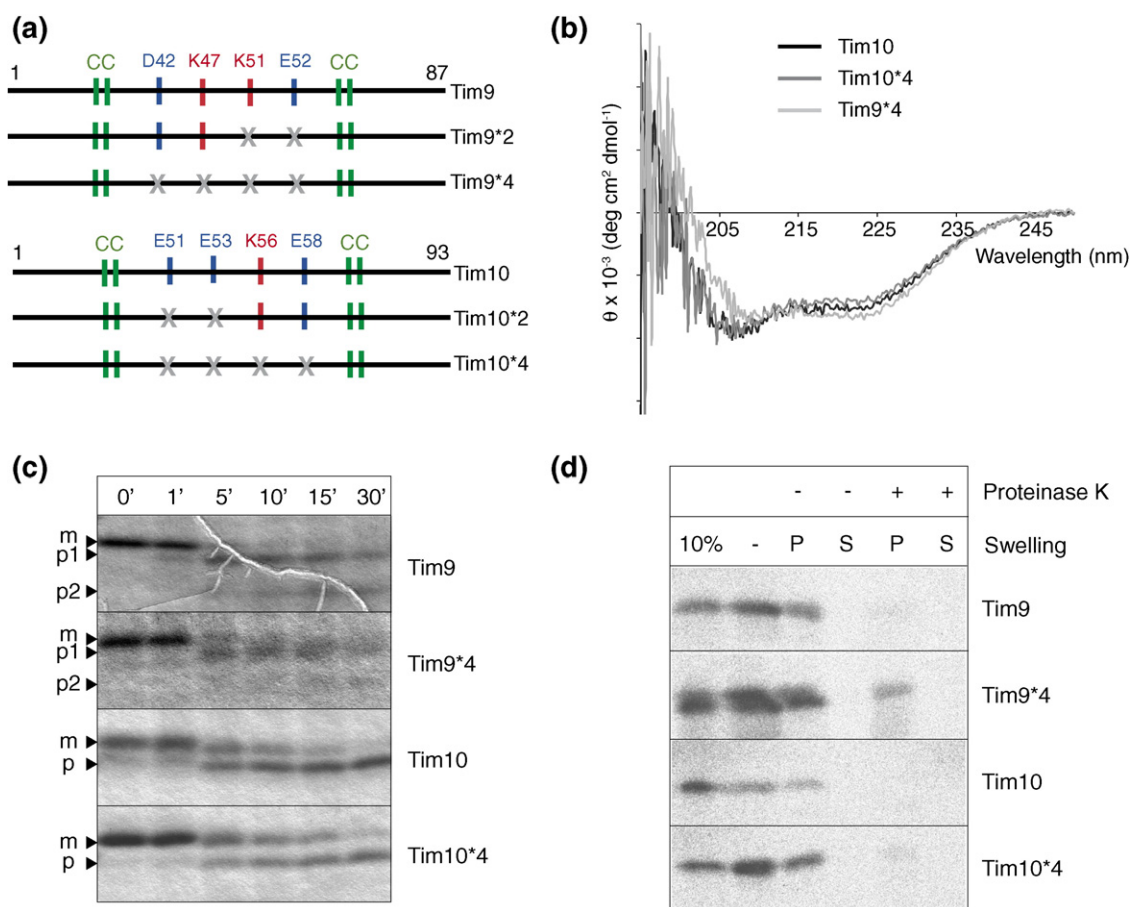 (a)
CC D42 K47 K51 E52 CC
1 87
Tim9
X X
Tim9*2
X X X X
Tim9*4
CC E51 E53 K56 E58 CC
1 93
Tim10
X X
Tim10*2
X X X X
Tim10*4
(b)
Tim10
Tim10*4
Tim9*4
θ x 10⁻³ (deg cm² dmol⁻¹)
205 215 225 235 245
Wavelength (nm)
(c)
0’ 1’ 5’ 10’ 15’ 30’
m
p1
p2
Tim9
m
p1
p2
Tim9*4
m
p
Tim10
m
p
Tim10*4
(d)
- - + + Proteinase K
10% - P S P S Swelling
Tim9
Tim9*4
Tim10
Tim10*4